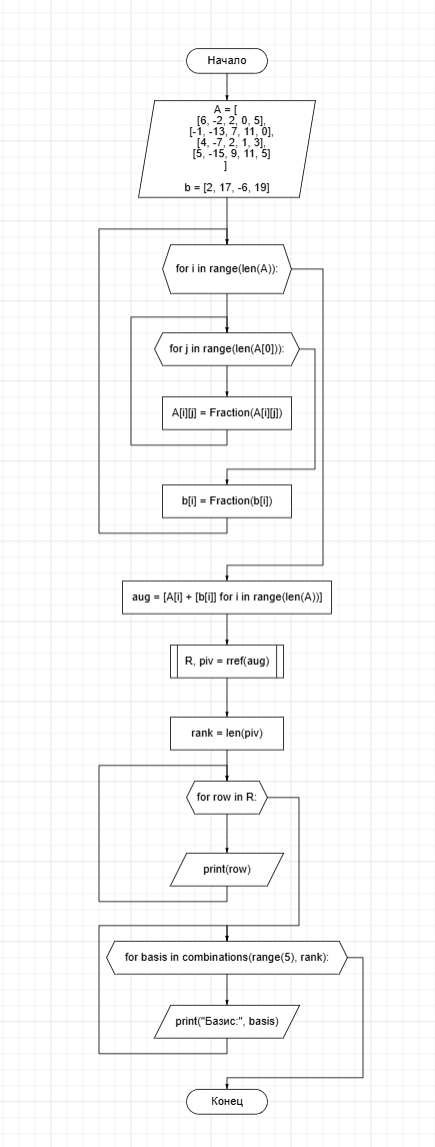 Начало
A = [
[6, -2, 2, 0, 5],
[-1, -13, 7, 11, 0],
[4, -7, 2, 1, 3],
[5, -15, 9, 11, 5]
]
b = [2, 17, -6, 19]
for i in range(len(A)):
for j in range(len(A[0])):
A[i][j] = Fraction(A[i][j])
b[i] = Fraction(b[i])
aug = [A[i] + [b[i]] for i in range(len(A))]
R, piv = rref(aug)
rank = len(piv)
for row in R:
print(row)
for basis in combinations(range(5), rank):
print("Базис:", basis)
Конец